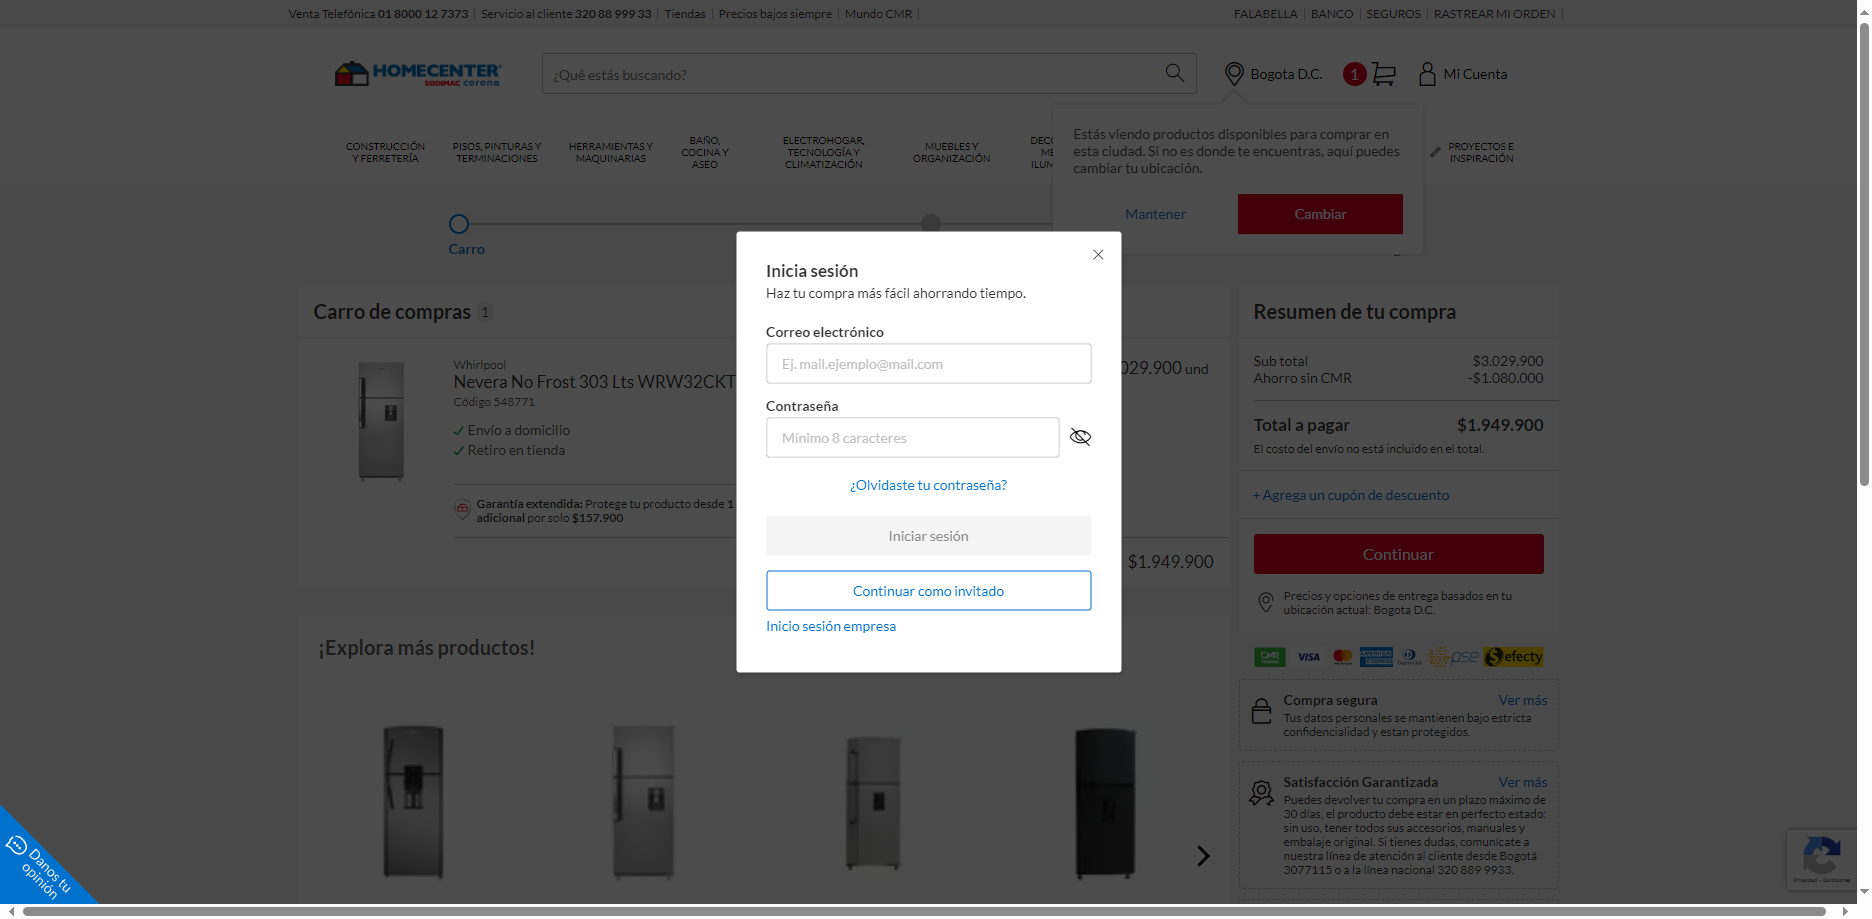 Venta Telefónica 01 8000 12 7373
Servicio al cliente 320 88 999 33
Tiendas
Precios bajos siempre
Mundo CMR
FALABELLA
BANCO
SEGUROS
RASTREAR MI ORDEN
HOMECENTER
SODIMAC corona
¿Qué estás buscando?
Bogota D.C.
1
Mi Cuenta
CONSTRUCCIÓN
Y FERRETERÍA
PISOS, PINTURAS Y
TERMINACIONES
HERRAMIENTAS Y
MAQUINARIAS
BAÑO,
COCINA Y
ASEO
ELECTROHOGAR,
TECNOLOGÍA Y
CLIMATIZACIÓN
MUEBLES Y
ORGANIZACIÓN
PROYECTOS E
INSPIRACIÓN
Estás viendo productos disponibles para comprar en
esta ciudad. Si no es donde te encuentras, aquí puedes
cambiar tu ubicación.
Mantener
Cambiar
Carro
Inicia sesión
Haz tu compra más fácil ahorrando tiempo.
Correo electrónico
Ej. mail.ejemplo@mail.com
Contraseña
Mínimo 8 caracteres
¿Olvidaste tu contraseña?
Iniciar sesión
Continuar como invitado
Inicio sesión empresa
Carro de compras 1
Whirlpool
Nevera No Frost 303 Lts WRW32CKT
Código 548771
Envío a domicilio
Retiro en tienda
029.900 und
Garantía extendida: Protege tu producto desde 1
adicional por solo $157.900
$1.949.900
Resumen de tu compra
Sub total $3.029.900
Ahorro sin CMR -$1.080.000
Total a pagar $1.949.900
El costo del envío no está incluido en el total.
+ Agrega un cupón de descuento
Continuar
Precios y opciones de entrega basados en tu
ubicación actual: Bogota D.C.
CMR VISA pse efecty
Compra segura Ver más
Tus datos personales se mantienen bajo estricta
confidencialidad y estan protegidos.
Satisfacción Garantizada Ver más
Puedes devolver tu compra en un plazo máximo de
30 días, el producto debe estar en perfecto estado:
sin uso, tener todos sus accesorios, manuales y
embalaje original. Si tienes dudas, comunícate a
nuestra línea de atención al cliente desde Bogotá
3077115 o a la línea nacional 320 889 9933.
¡Explora más productos!
Danos tu
opinión